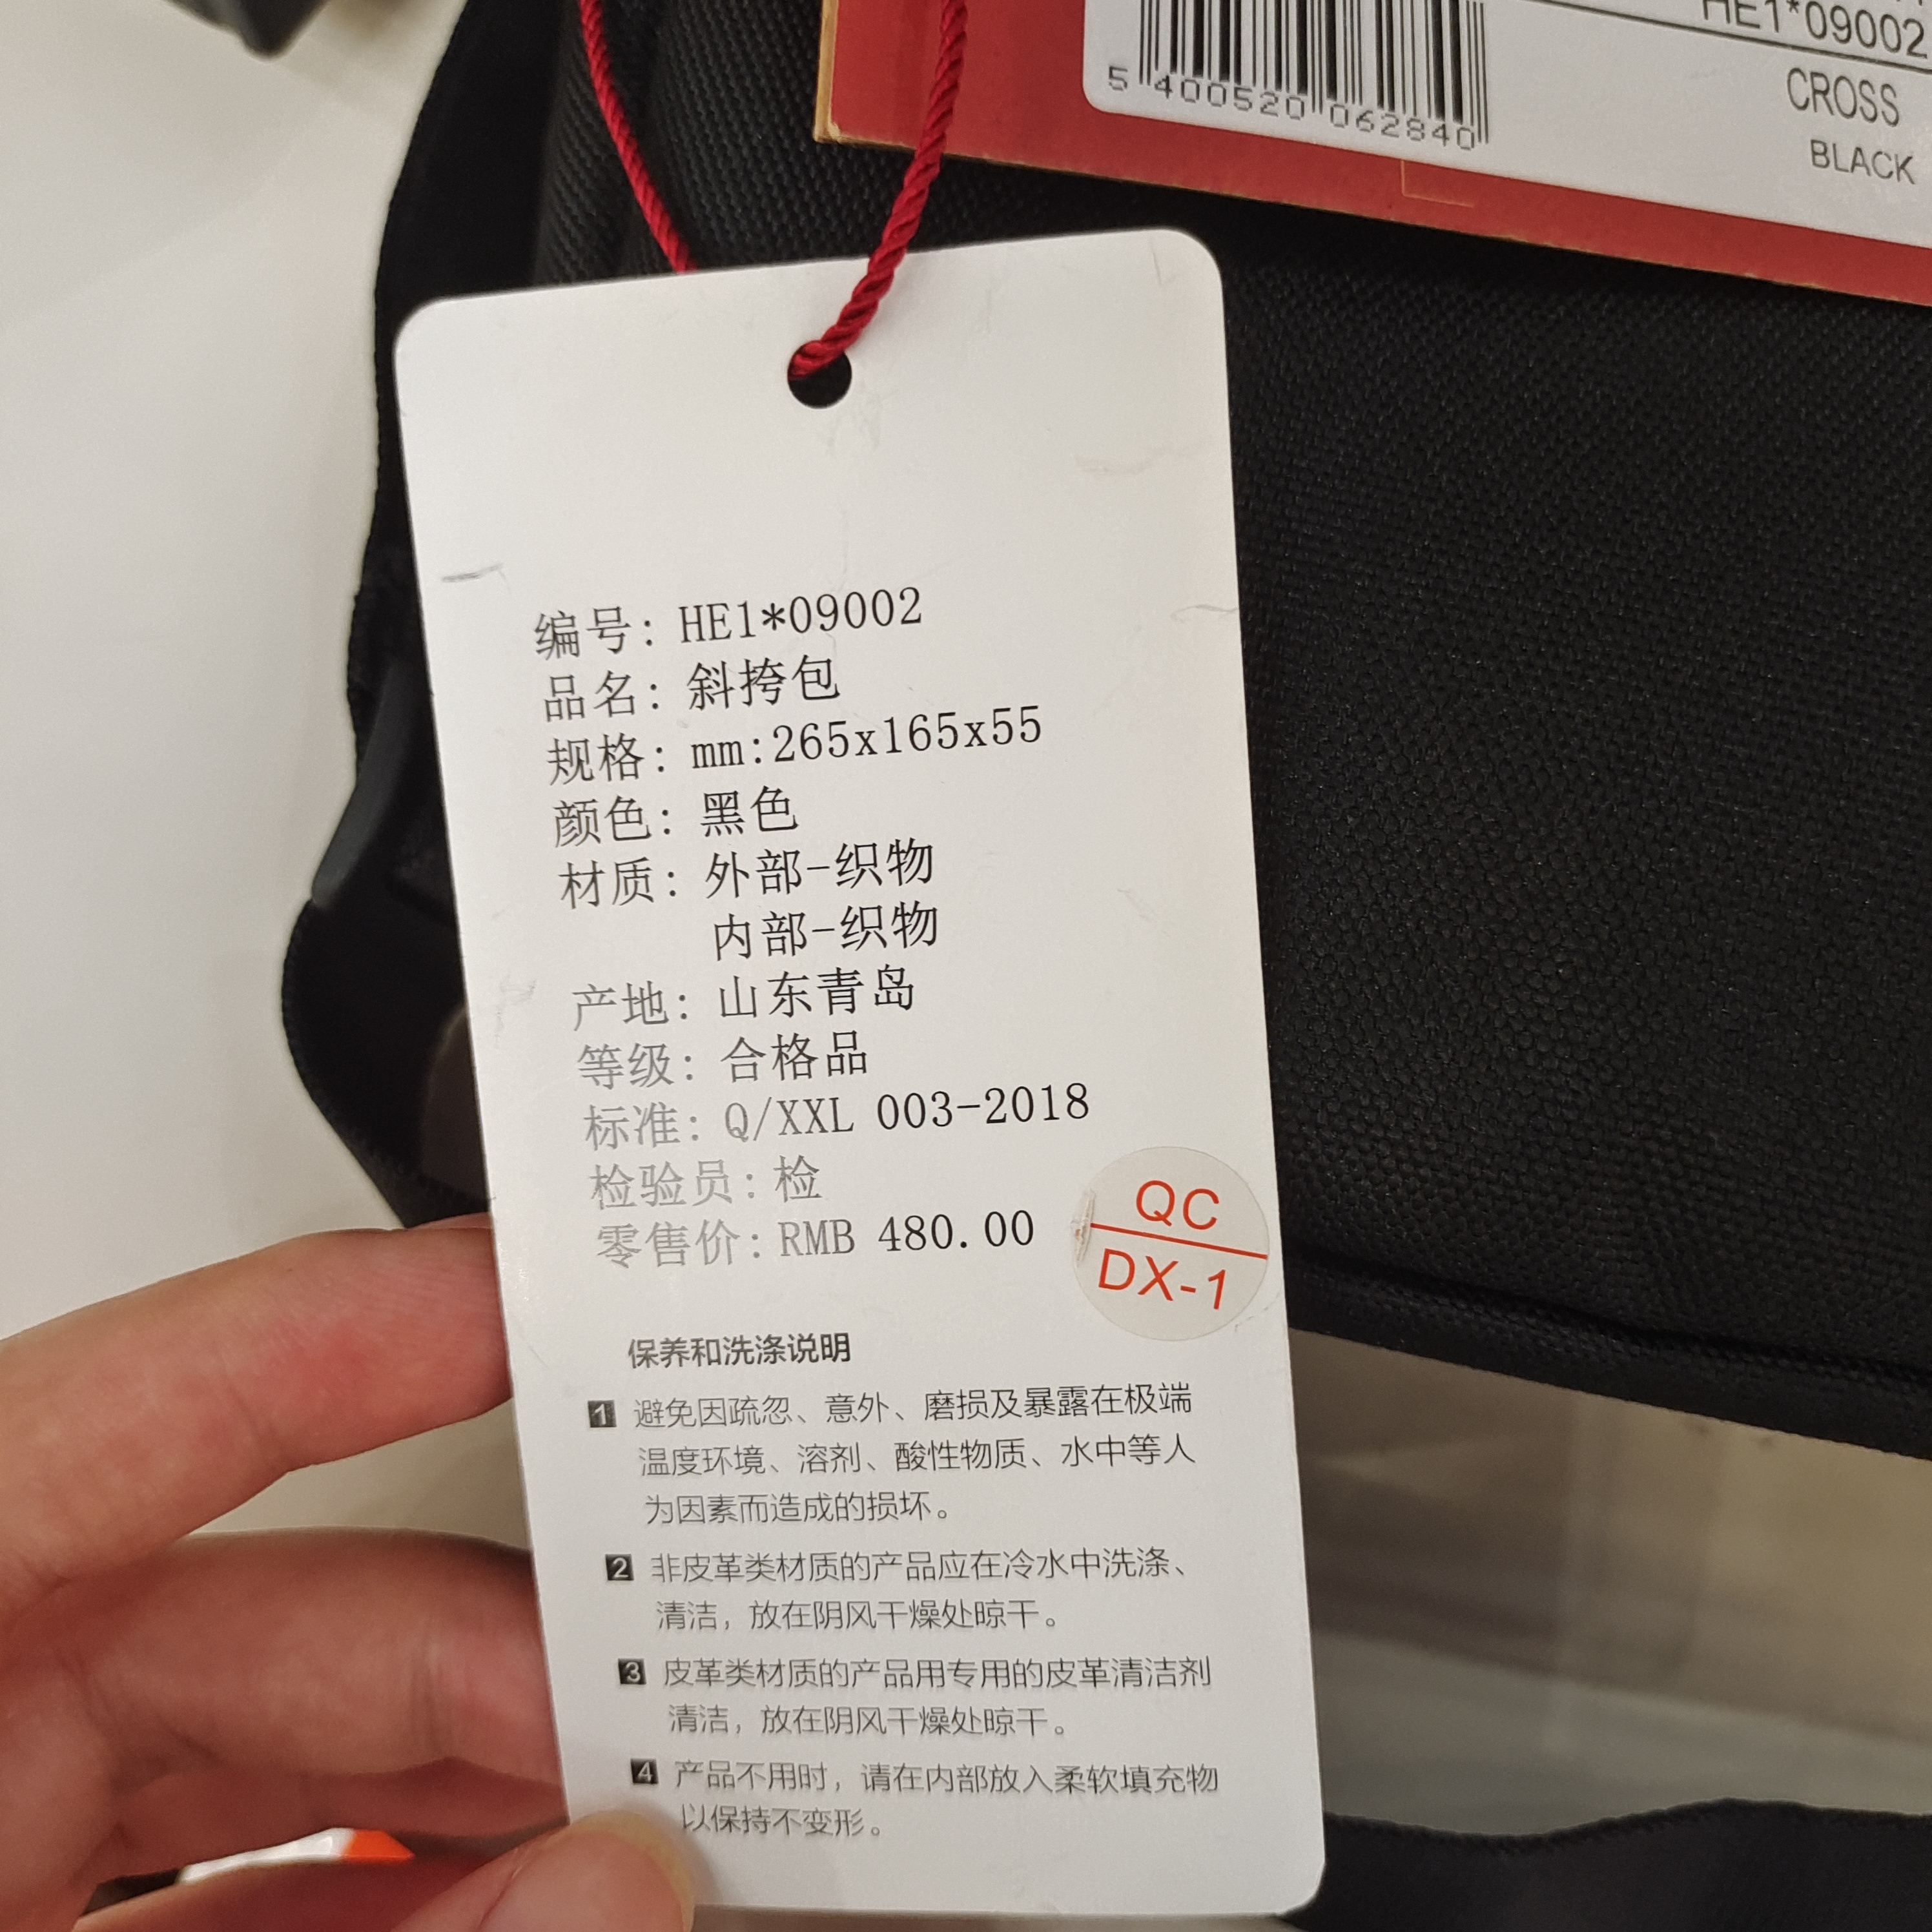 HE1*09002
CROSS
BLACK
5 400520 062840
编号: HE1*09002
品名: 斜挎包
规格: mm:265x165x55
颜色: 黑色
材质: 外部-织物
内部-织物
产地: 山东青岛
等级: 合格品
标准: Q/XXL 003-2018
检验员: 检
零售价: RMB 480.00
QC
DX-1
保养和洗涤说明
1 避免因疏忽、意外、磨损及暴露在极端
温度环境、溶剂、酸性物质、水中等人
为因素而造成的损坏。
2 非皮革类材质的产品应在冷水中洗涤、
清洁，放在阴风干燥处晾干。
3 皮革类材质的产品用专用的皮革清洁剂
清洁，放在阴风干燥处晾干。
4 产品不用时，请在内部放入柔软填充物
以保持不变形。